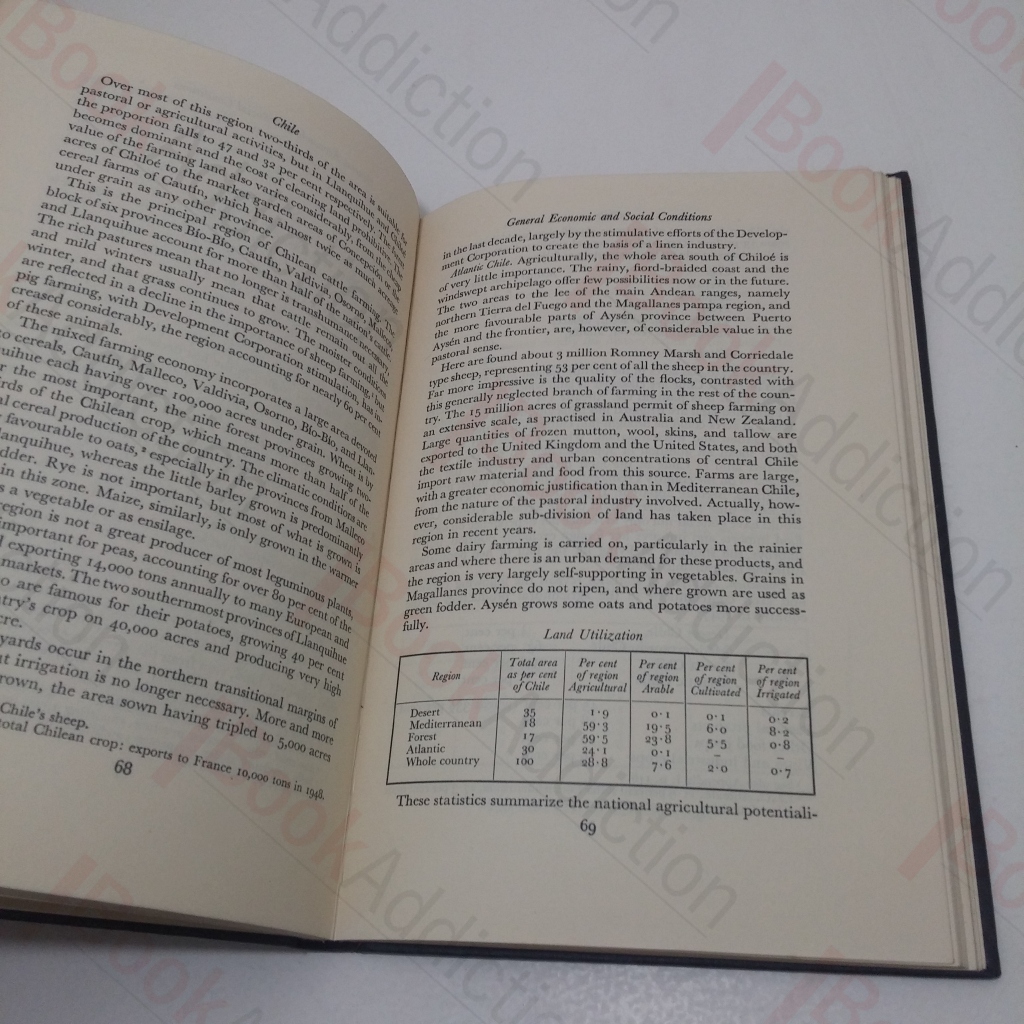 Chile
Over most of this region two-thirds of the area is suitable for
pastoral or agricultural activities, but in Llanquihue and Chiloé
the proportion falls to 47 and 32 per cent respectively. The forest
becomes dominant and the cost of clearing land prohibitive. The
value of the farming land also varies considerably, from the cheap
acres of Chiloé to the market garden areas of Concepción or the
cereal farms of Cautín, which has almost twice as much acreage
under grain as any other province.
This is the principal region of Chilean cattle farming. The
block of six provinces Bío-Bío, Cautín, Valdivia, Osorno, Malleco,
and Llanquihue account for more than half of the nation's cattle.
The rich pastures mean that no longer is transhumance necessary,
and mild winters usually mean that cattle remain out all the
winter, and that grass continues to grow. The moister conditions
are reflected in a decline in the importance of sheep farming,¹ but
pig farming, with Development Corporation stimulation, has in-
creased considerably, the region accounting for nearly 60 per cent
of these animals.
The mixed farming economy incorporates a large area devoted
to cereals, Cautín, Malleco, Valdivia, Osorno, Bío-Bío, and Llan-
quihue each having over 100,000 acres under grain. Wheat is by
the most important, the nine forest provinces growing two-
irds of the Chilean crop, which means more than half of the
al cereal production of the country. The climatic conditions are
favourable to oats,² especially in the provinces from Malleco
lanquihue, whereas the little barley grown is predominantly
dder. Rye is not important, but most of what is grown is
in this zone. Maize, similarly, is only grown in the warmer
s a vegetable or as ensilage.
region is not a great producer of most leguminous plants,
mportant for peas, accounting for over 80 per cent of the
exporting 14,000 tons annually to many European and
markets. The two southernmost provinces of Llanquihue
o are famous for their potatoes, growing 40 per cent
try's crop on 40,000 acres and producing very high
cre.
yards occur in the northern transitional margins of
t irrigation is no longer necessary. More and more
rown, the area sown having tripled to 5,000 acres
Chile's sheep.
total Chilean crop: exports to France 10,000 tons in 1948.
68
General Economic and Social Conditions
in the last decade, largely by the stimulative efforts of the Develop-
ment Corporation to create the basis of a linen industry.
Atlantic Chile. Agriculturally, the whole area south of Chiloé is
of very little importance. The rainy, fiord-braided coast and the
windswept archipelago offer few possibilities now or in the future.
The two areas to the lee of the main Andean ranges, namely
northern Tierra del Fuego and the Magallanes pampa region, and
the more favourable parts of Aysén province between Puerto
Aysén and the frontier, are, however, of considerable value in the
pastoral sense.
Here are found about 3 million Romney Marsh and Corriedale
type sheep, representing 53 per cent of all the sheep in the country.
Far more impressive is the quality of the flocks, contrasted with
this generally neglected branch of farming in the rest of the coun-
try. The 15 million acres of grassland permit of sheep farming on
an extensive scale, as practised in Australia and New Zealand.
Large quantities of frozen mutton, wool, skins, and tallow are
exported to the United Kingdom and the United States, and both
the textile industry and urban concentrations of central Chile
import raw material and food from this source. Farms are large,
with a greater economic justification than in Mediterranean Chile,
from the nature of the pastoral industry involved. Actually, how-
ever, considerable sub-division of land has taken place in this
region in recent years.
Some dairy farming is carried on, particularly in the rainier
areas and where there is an urban demand for these products, and
the region is very largely self-supporting in vegetables. Grains in
Magallanes province do not ripen, and where grown are used as
green fodder. Aysén grows some oats and potatoes more success-
fully.
Land Utilization
Region | Total area as per cent of Chile | Per cent of region Agricultural | Per cent of region Arable | Per cent of region Cultivated | Per cent of region Irrigated
Desert 35 1·9 0·1 0·1 0·2
Mediterranean 18 59·3 19·5 6·0 8·2
Forest 17 59·5 23·8 5·5 0·8
Atlantic 30 24·1 0·1 – –
Whole country 100 28·8 7·6 2·0 0·7
These statistics summarize the national agricultural potentiali-
69
Book Addiction